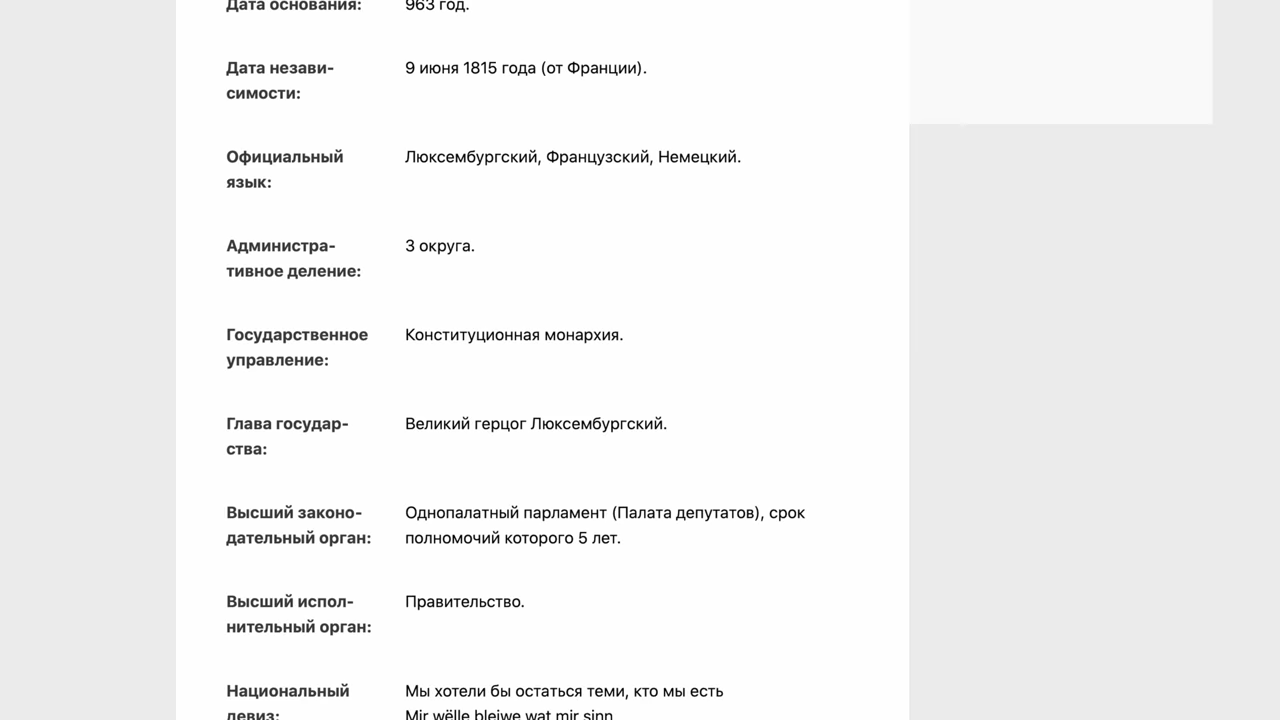 Дата основания: 963 год.
Дата незави-
симости:
9 июня 1815 года (от Франции).
Официальный
язык:
Люксембургский, Французский, Немецкий.
Администра-
тивное деление:
3 округа.
Государственное
управление:
Конституционная монархия.
Глава государ-
ства:
Великий герцог Люксембургский.
Высший законо-
дательный орган:
Однопалатный парламент (Палата депутатов), срок
полномочий которого 5 лет.
Высший испол-
нительный орган:
Правительство.
Национальный
девиз:
Мы хотели бы остаться теми, кто мы есть
Mir wëlle bleiwe wat mir sinn